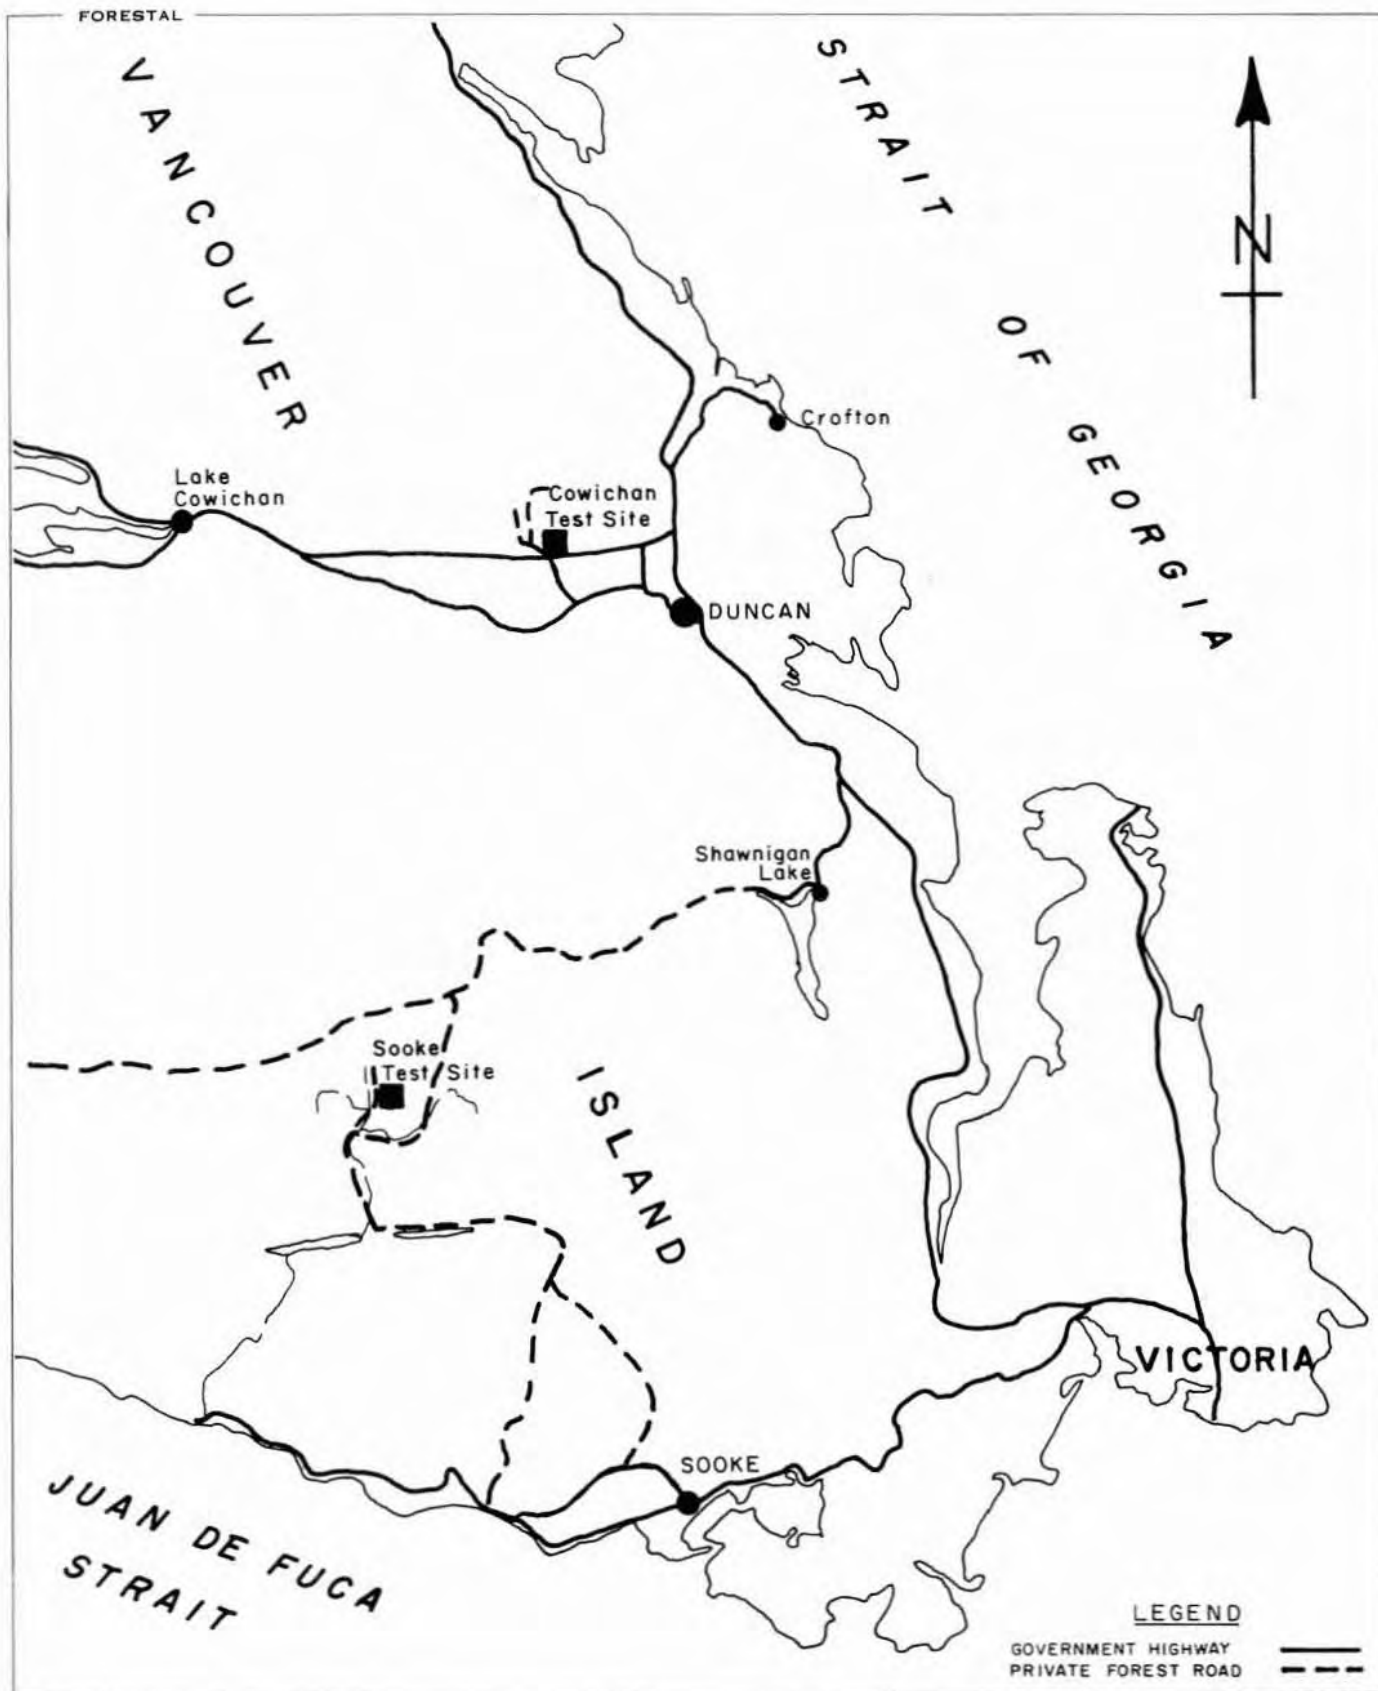 FORESTAL
VANCOUVER
STRAIT OF GEORGIA
N
Crofton
Lake
Cowichan
Cowichan
Test Site
DUNCAN
Shawnigan
Lake
Sooke
Test Site
ISLAND
VICTORIA
SOOKE
JUAN DE FUCA
STRAIT
LEGEND
GOVERNMENT HIGHWAY
PRIVATE FOREST ROAD